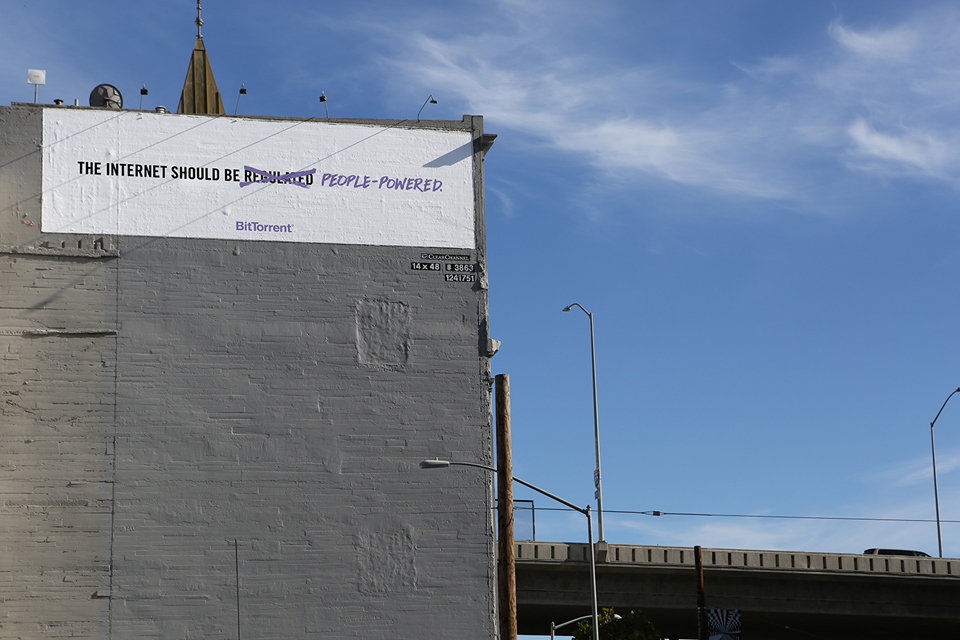 THE INTERNET SHOULD BE REGULATED PEOPLE-POWERED.
BitTorrent
CLEARCHANNEL
14 x 48 3863
1241751